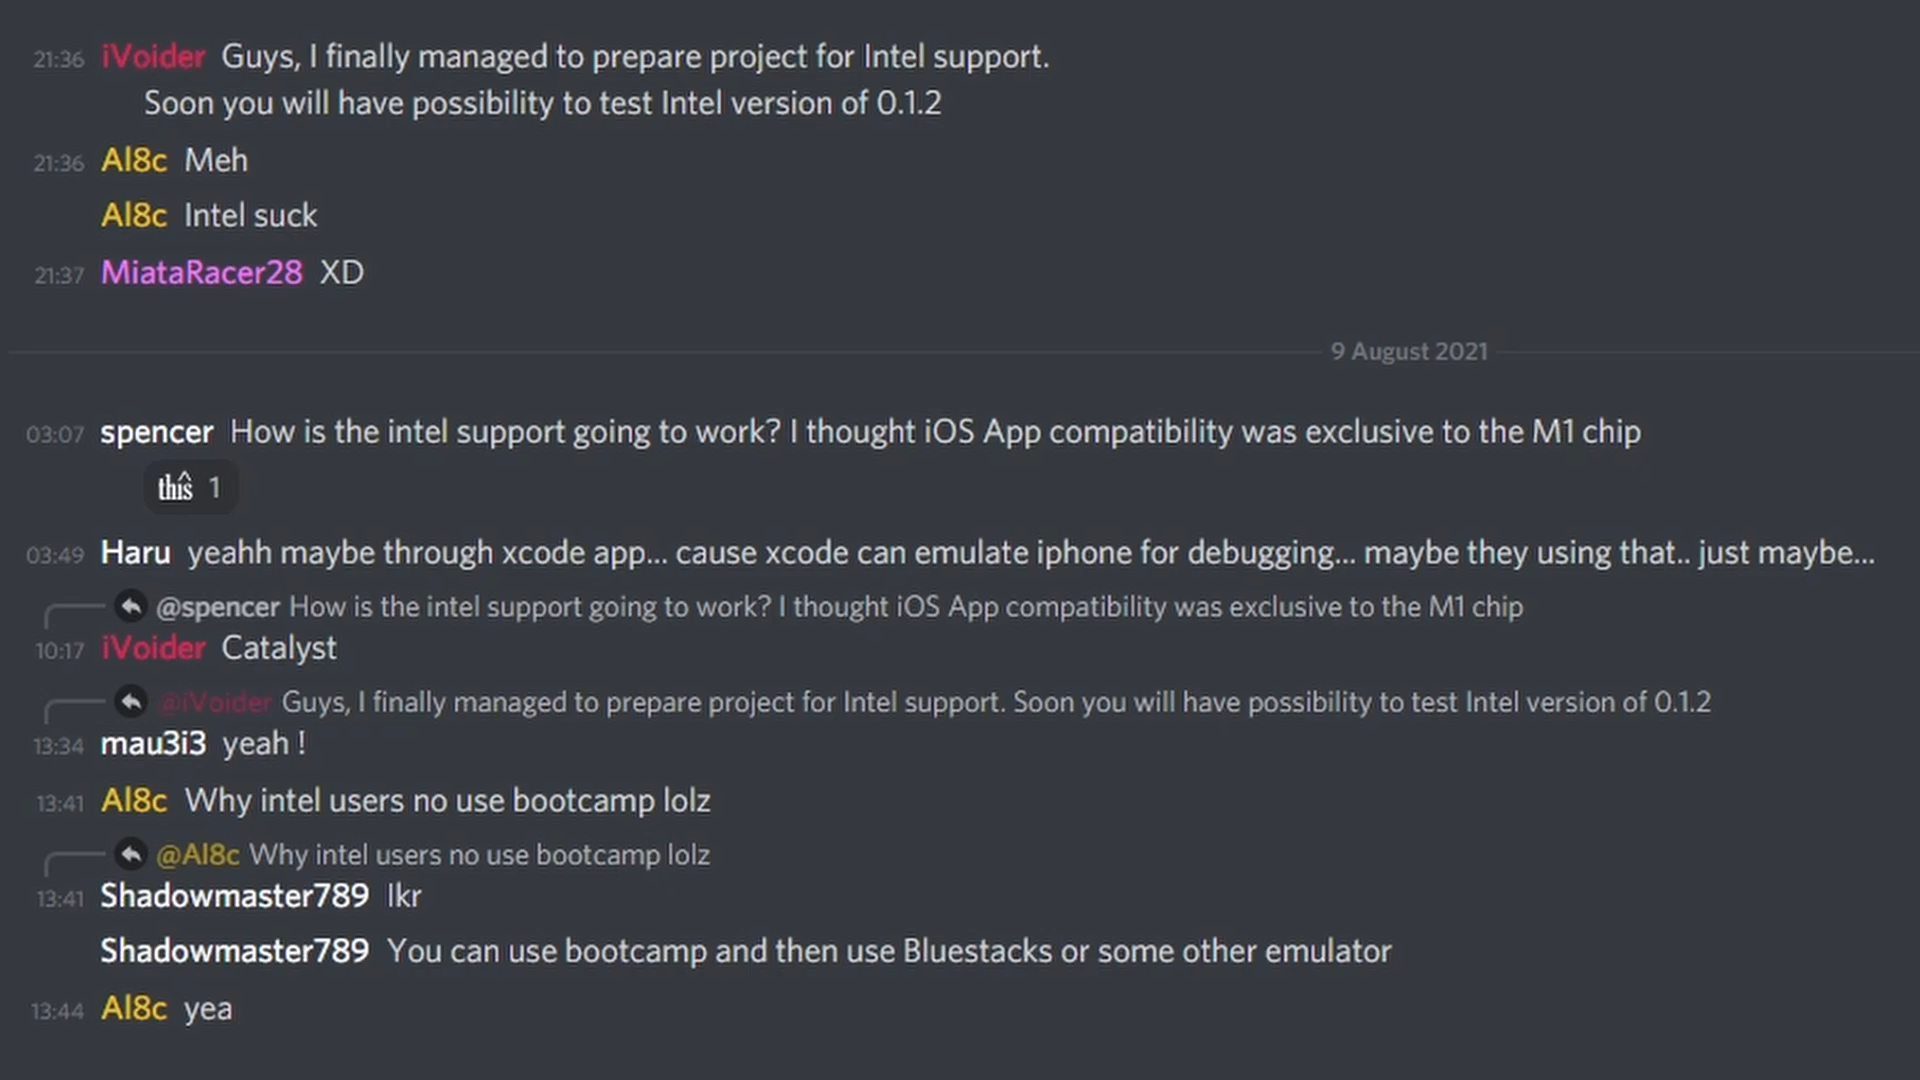 21:36 iVoider Guys, I finally managed to prepare project for Intel support.
Soon you will have possibility to test Intel version of 0.1.2
21:36 Al8c Meh
Al8c Intel suck
21:37 MiataRacer28 XD
9 August 2021
03:07 spencer How is the intel support going to work? I thought iOS App compatibility was exclusive to the M1 chip
this 1
03:49 Haru yeahh maybe through xcode app... cause xcode can emulate iphone for debugging... maybe they using that.. just maybe...
@spencer How is the intel support going to work? I thought iOS App compatibility was exclusive to the M1 chip
10:17 iVoider Catalyst
@iVoider Guys, I finally managed to prepare project for Intel support. Soon you will have possibility to test Intel version of 0.1.2
13:34 mau3i3 yeah !
13:41 Al8c Why intel users no use bootcamp lolz
@Al8c Why intel users no use bootcamp lolz
13:41 Shadowmaster789 Ikr
Shadowmaster789 You can use bootcamp and then use Bluestacks or some other emulator
13:44 Al8c yea